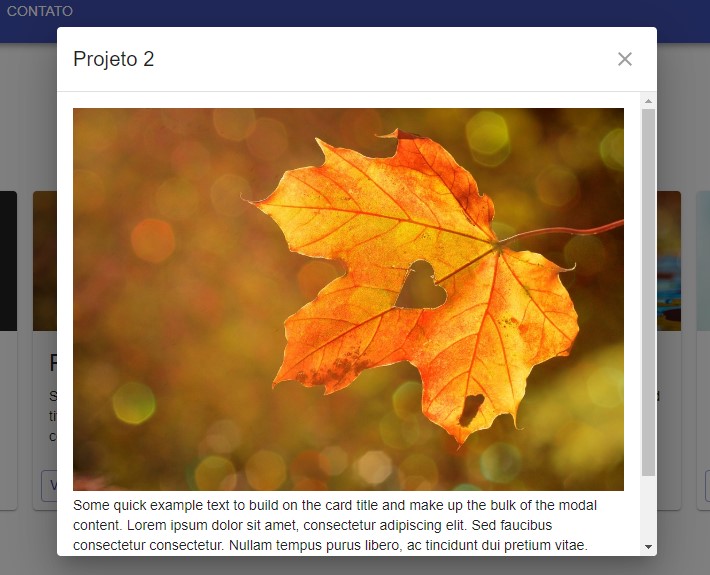 CONTATO
Projeto 2
Some quick example text to build on the card title and make up the bulk of the modal
content. Lorem ipsum dolor sit amet, consectetur adipiscing elit. Sed faucibus
consectetur consectetur. Nullam tempus purus libero, ac tincidunt dui pretium vitae.